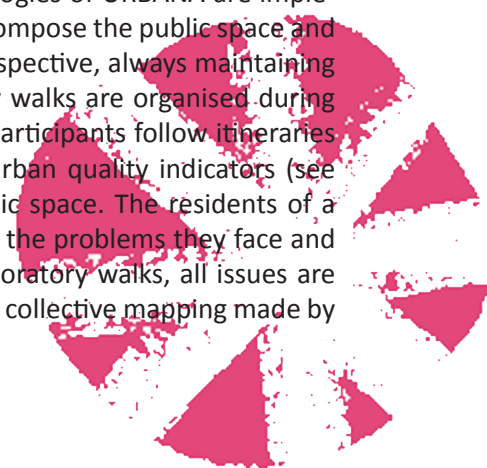 ologies of URBANA are imple-
ompose the public space and
spective, always maintaining
y walks are organised during
articipants follow itineraries
rban quality indicators (see
ic space. The residents of a
the problems they face and
oratory walks, all issues are
collective mapping made by